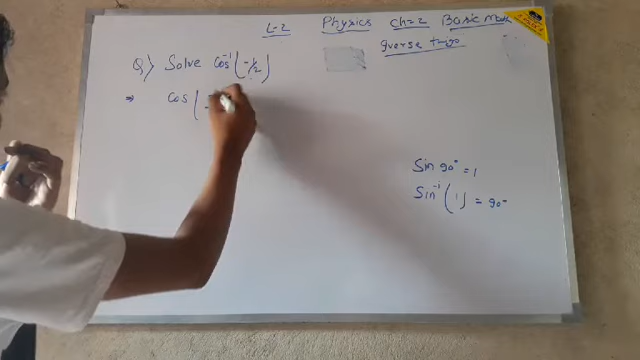 L-2 Physics ch=2 Basic Math
gverse trigo
Q) Solve cos⁻¹(-1/2)
⇒ cos(
Sin 90° = 1
Sin⁻¹(1) = 90°